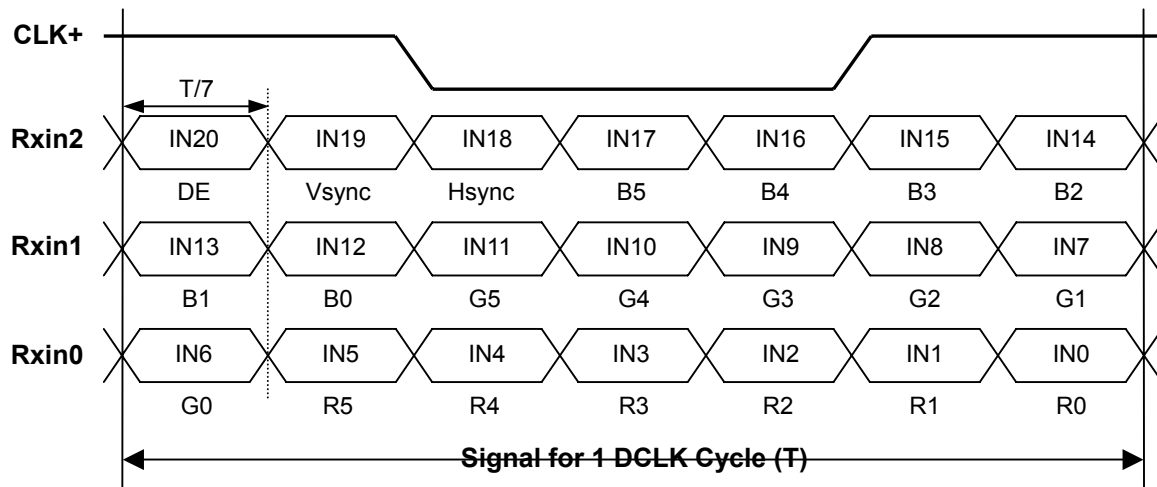 CLK+
T/7
Rxin2 IN20 IN19 IN18 IN17 IN16 IN15 IN14
DE Vsync Hsync B5 B4 B3 B2
Rxin1 IN13 IN12 IN11 IN10 IN9 IN8 IN7
B1 B0 G5 G4 G3 G2 G1
Rxin0 IN6 IN5 IN4 IN3 IN2 IN1 IN0
G0 R5 R4 R3 R2 R1 R0
Signal for 1 DCLK Cycle (T)